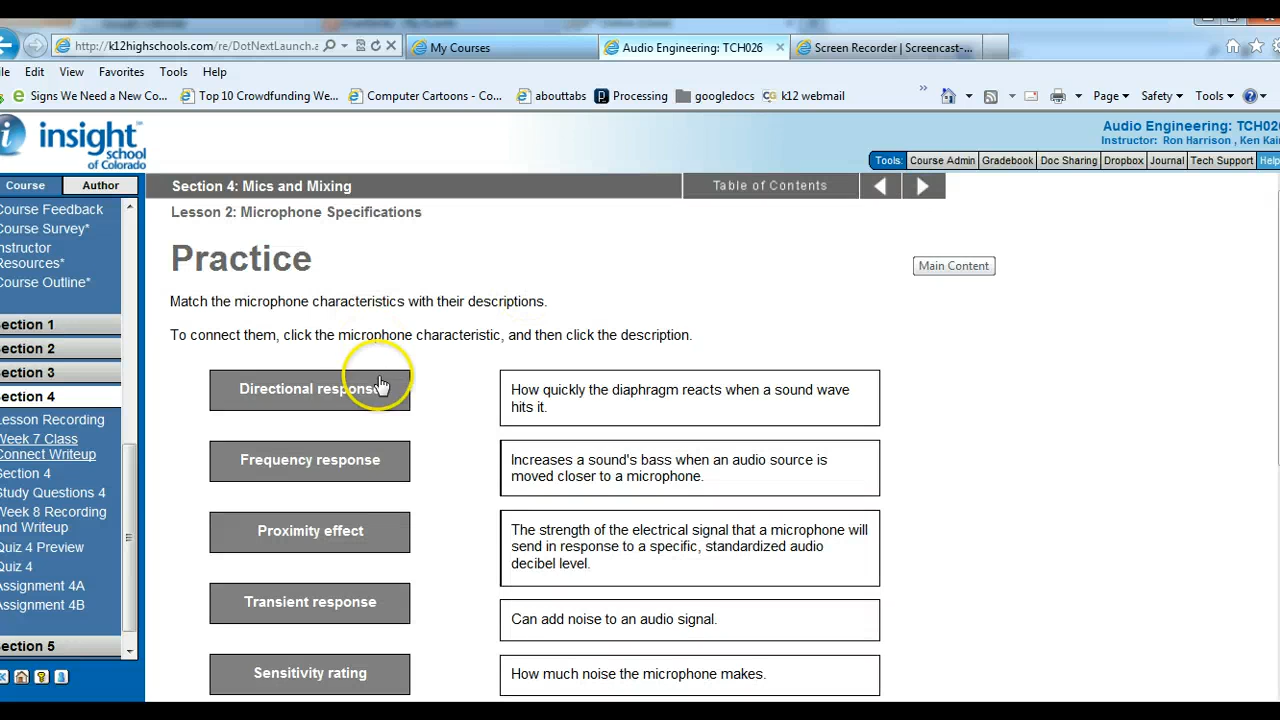 http://k12highschools.com/re/DotNextLaunch.a
My Courses
Audio Engineering: TCH026
Screen Recorder | Screencast-...
le Edit View Favorites Tools Help
Signs We Need a New Co... Top 10 Crowdfunding We... Computer Cartoons - Co... abouttabs Processing googledocs k12 webmail
Page Safety Tools
insight
school
of Colorado
Audio Engineering: TCH026
Instructor: Ron Harrison, Ken Kair
Tools: Course Admin Gradebook Doc Sharing Dropbox Journal Tech Support Help
Course Author
Course Feedback
Course Survey*
nstructor
Resources*
Course Outline*
ection 1
ection 2
ection 3
ection 4
Lesson Recording
Week 7 Class
Connect Writeup
Section 4
Study Questions 4
Week 8 Recording
and Writeup
Quiz 4 Preview
Quiz 4
Assignment 4A
Assignment 4B
ection 5
Section 4: Mics and Mixing
Table of Contents
Lesson 2: Microphone Specifications
Practice
Main Content
Match the microphone characteristics with their descriptions.
To connect them, click the microphone characteristic, and then click the description.
Directional response
How quickly the diaphragm reacts when a sound wave
hits it.
Frequency response
Increases a sound's bass when an audio source is
moved closer to a microphone.
Proximity effect
The strength of the electrical signal that a microphone will
send in response to a specific, standardized audio
decibel level.
Transient response
Can add noise to an audio signal.
Sensitivity rating
How much noise the microphone makes.